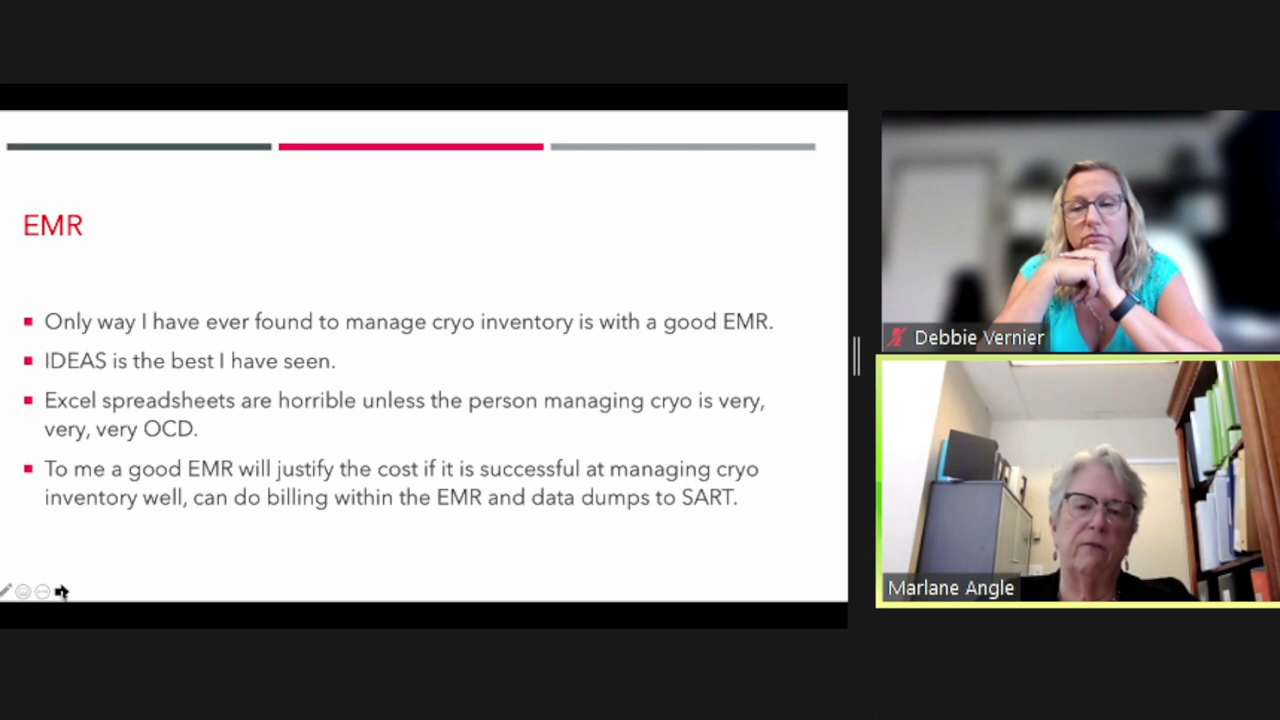 EMR
Only way I have ever found to manage cryo inventory is with a good EMR.
IDEAS is the best I have seen.
Excel spreadsheets are horrible unless the person managing cryo is very,
very, very OCD.
To me a good EMR will justify the cost if it is successful at managing cryo
inventory well, can do billing within the EMR and data dumps to SART.
Debbie Vernier
Marlane Angle